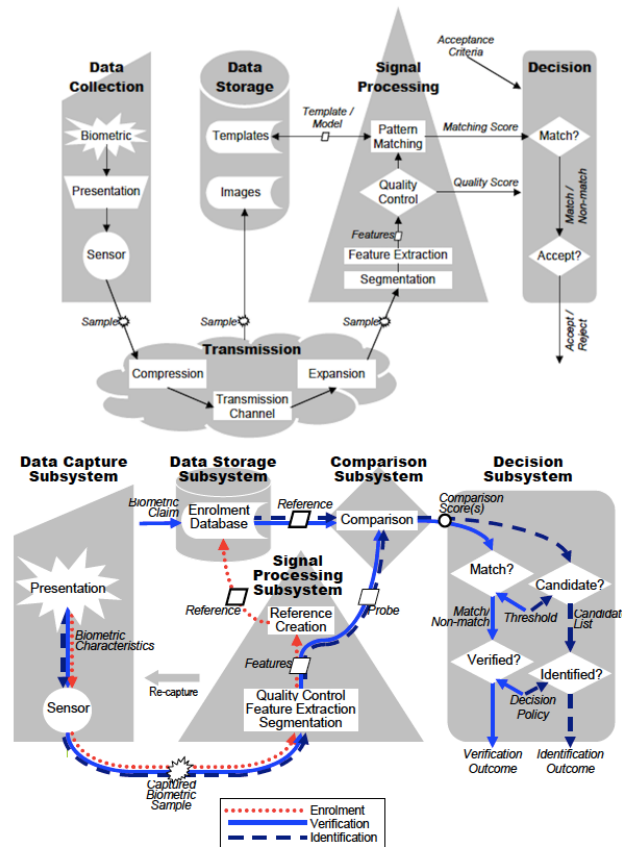 Data
Collection
Biometric
Presentation
Sensor
Sample
Data
Storage
Templates
Images
Sample
Template /
Model
Signal
Processing
Pattern
Matching
Quality
Control
Features
Feature Extraction
Segmentation
Sample
Matching Score
Quality Score
Acceptance
Criteria
Decision
Match?
Match /
Non-match
Accept?
Accept /
Reject
Transmission
Compression
Transmission
Channel
Expansion
Data Capture
Subsystem
Presentation
Biometric
Characteristics
Sensor
Re-capture
Captured
Biometric
Sample
Data Storage
Subsystem
Biometric
Claim
Enrolment
Database
Reference
Reference
Signal
Processing
Subsystem
Reference
Creation
Features
Quality Control
Feature Extraction
Segmentation
Probe
Comparison
Subsystem
Comparison
Comparison
Score(s)
Decision
Subsystem
Match?
Candidate?
Match/
Non-match
Threshold
Candidate
List
Verified?
Identified?
Decision
Policy
Verification
Outcome
Identification
Outcome
Enrolment
Verification
Identification